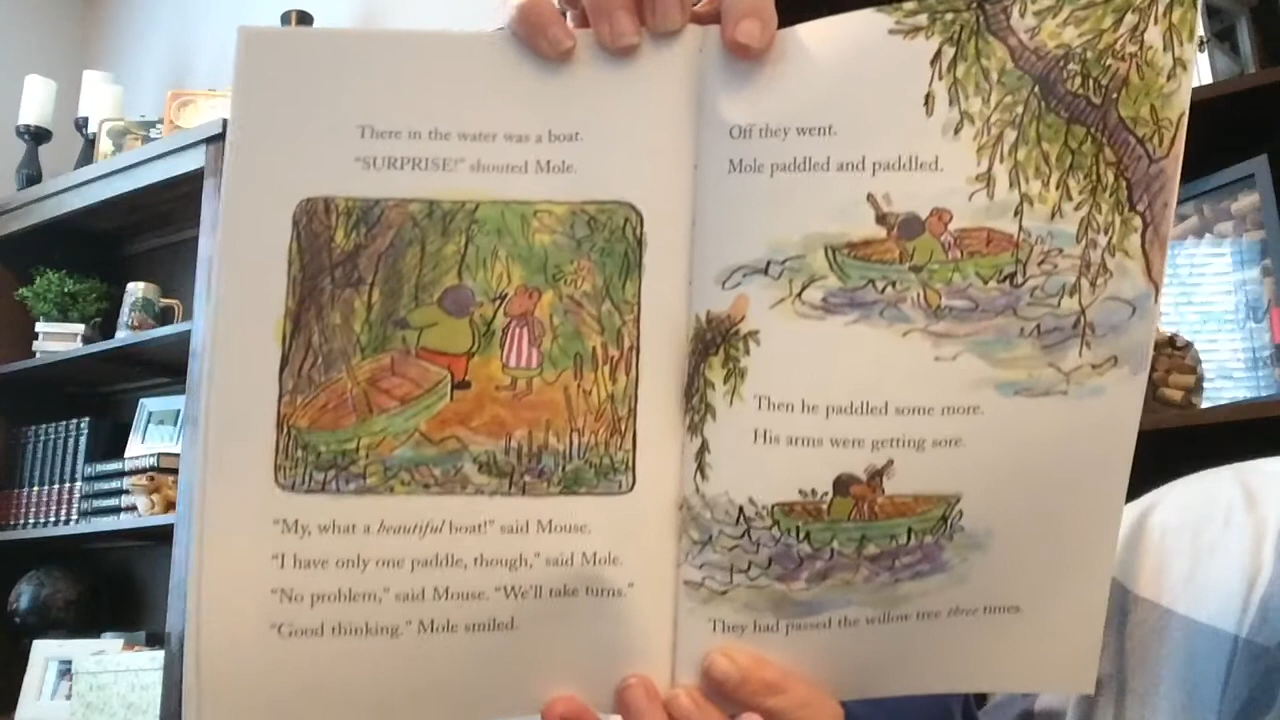 There in the water was a boat.
"SURPRISE!" shouted Mole.
"My, what a beautiful boat!" said Mouse.
"I have only one paddle, though," said Mole.
"No problem," said Mouse. "We'll take turns."
"Good thinking." Mole smiled.
Off they went.
Mole paddled and paddled.
Then he paddled some more.
His arms were getting sore.
They had passed the willow tree three times.